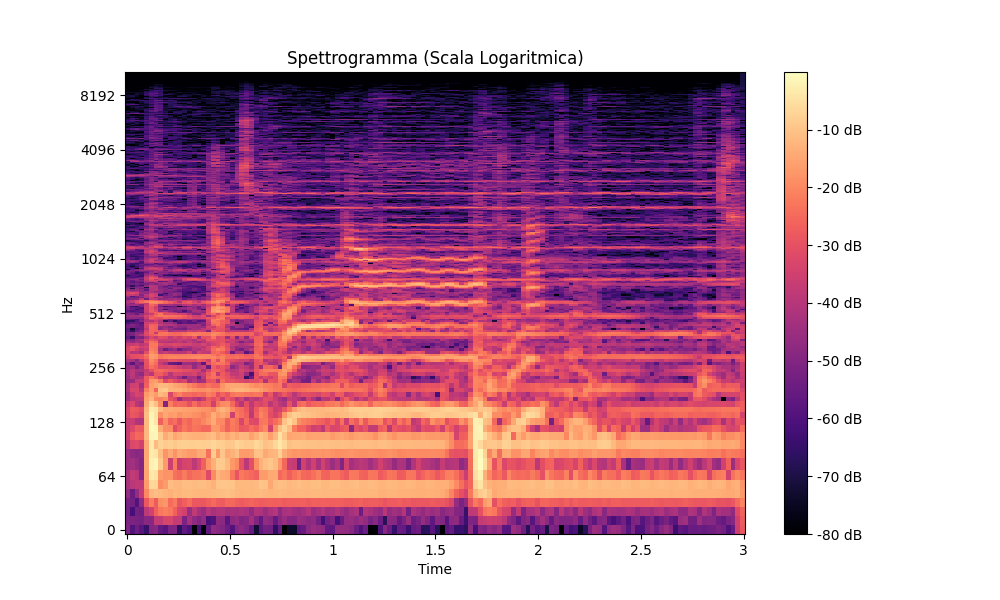 Spettrogramma (Scala Logaritmica)
8192
4096
2048
1024
512
256
128
64
0
Hz
0
0.5
1
1.5
2
2.5
3
Time
-10 dB
-20 dB
-30 dB
-40 dB
-50 dB
-60 dB
-70 dB
-80 dB